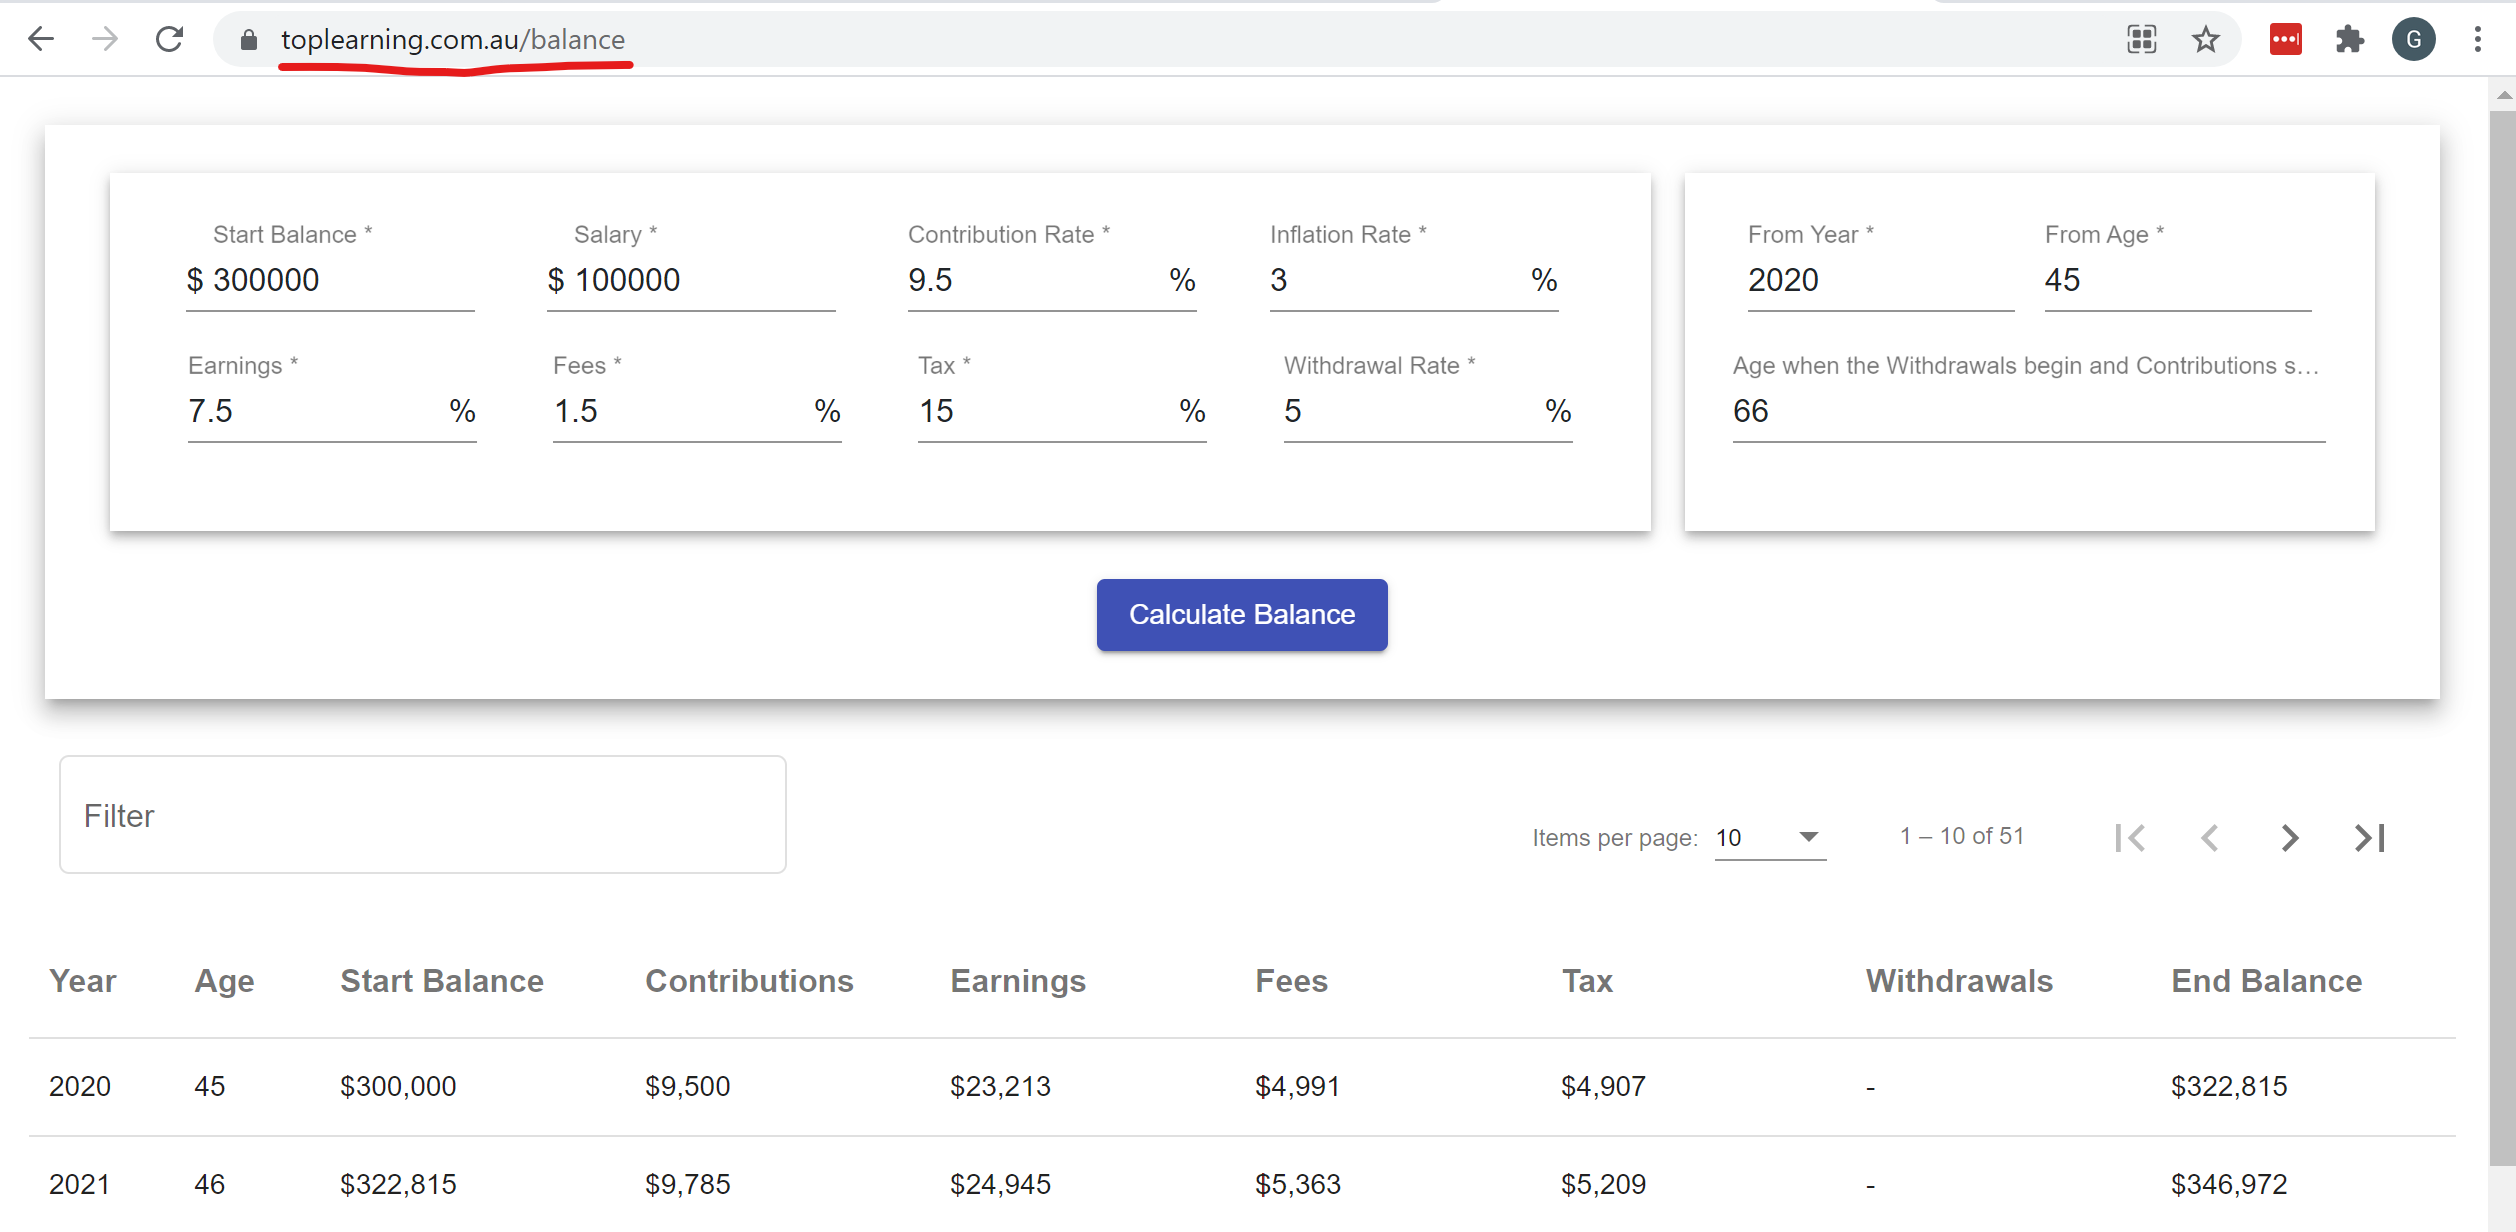 toplearning.com.au/balance
G
Start Balance * Salary * Contribution Rate * Inflation Rate * From Year * From Age *
$ 300000 $ 100000 9.5 % 3 % 2020 45
Earnings * Fees * Tax * Withdrawal Rate * Age when the Withdrawals begin and Contributions s...
7.5 % 1.5 % 15 % 5 % 66
Calculate Balance
Filter
Items per page: 10 1 – 10 of 51
Year Age Start Balance Contributions Earnings Fees Tax Withdrawals End Balance
2020 45 $300,000 $9,500 $23,213 $4,991 $4,907 - $322,815
2021 46 $322,815 $9,785 $24,945 $5,363 $5,209 - $346,972